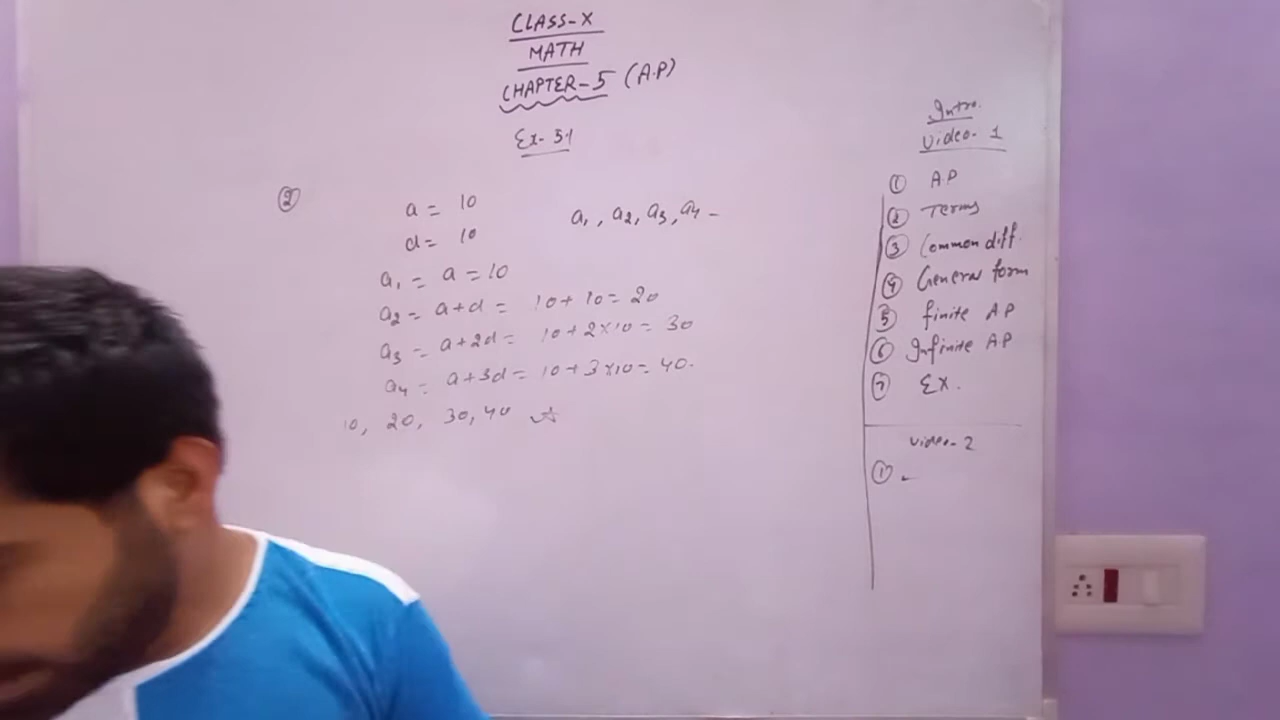 CLASS-X
MATH
CHAPTER-5 (A.P)
Ex-5.1
②
a = 10
d = 10
a₁, a₂, a₃, a₄ –
a₁ = a = 10
a₂ = a+d = 10+10 = 20
a₃ = a+2d = 10+2×10 = 30
a₄ = a+3d = 10+3×10 = 40.
10, 20, 30, 40
Intro.
Video-1
① A.P
② Terms
③ Common diff.
④ General form
⑤ finite A.P
⑥ Infinite A.P
⑦ EX.
Video-2
①